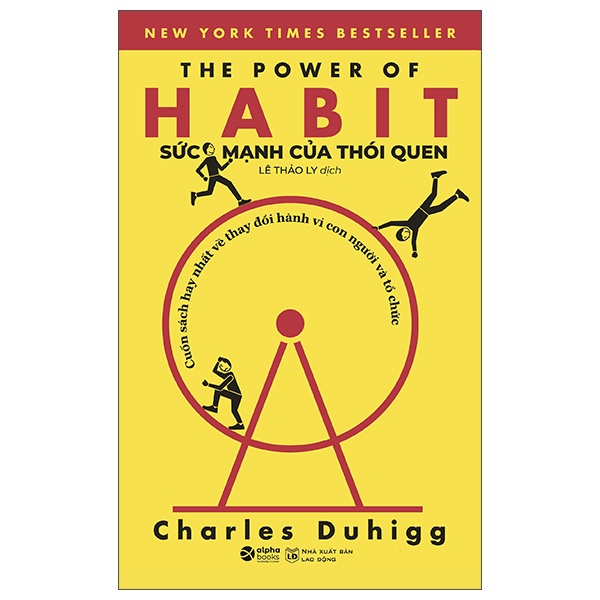 NEW YORK TIMES BESTSELLER
THE POWER OF
HABIT
SỨC MẠNH CỦA THÓI QUEN
LÊ THẢO LY dịch
Cuốn sách hay nhất về thay đổi hành vi con người và tổ chức
Charles Duhigg
alpha books
LĐ
NHÀ XUẤT BẢN
LAO ĐỘNG